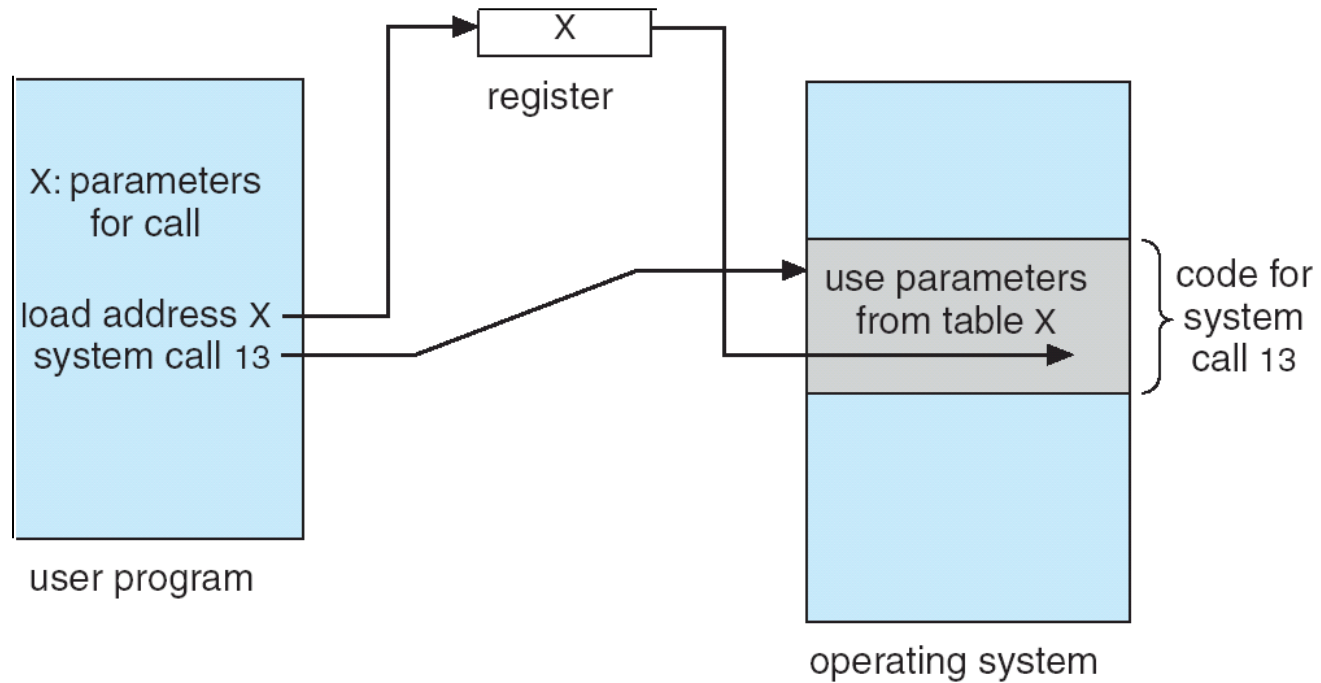 X
register
X: parameters
for call
load address X
system call 13
user program
use parameters
from table X
code for
system
call 13
operating system